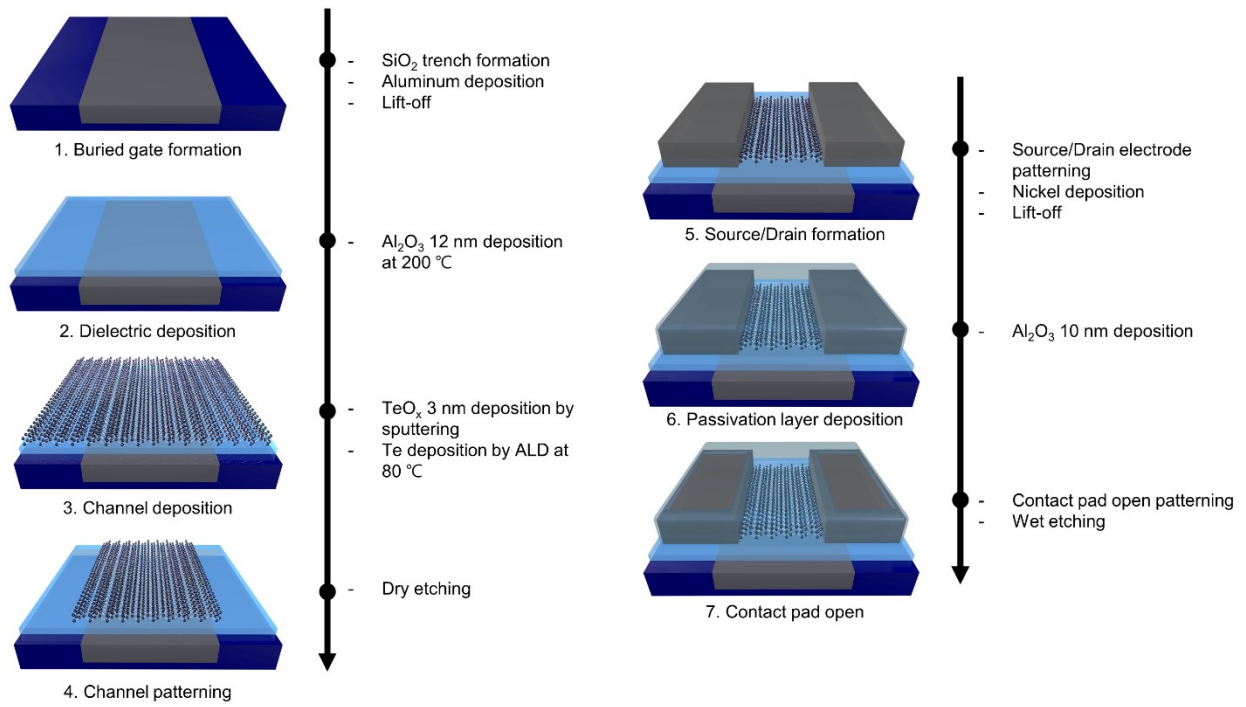 - SiO₂ trench formation
- Aluminum deposition
- Lift-off
1. Buried gate formation
- Al₂O₃ 12 nm deposition
at 200 ℃
2. Dielectric deposition
- TeOₓ 3 nm deposition by
sputtering
- Te deposition by ALD at
80 ℃
3. Channel deposition
- Dry etching
4. Channel patterning
- Source/Drain electrode
patterning
- Nickel deposition
- Lift-off
5. Source/Drain formation
- Al₂O₃ 10 nm deposition
6. Passivation layer deposition
- Contact pad open patterning
- Wet etching
7. Contact pad open